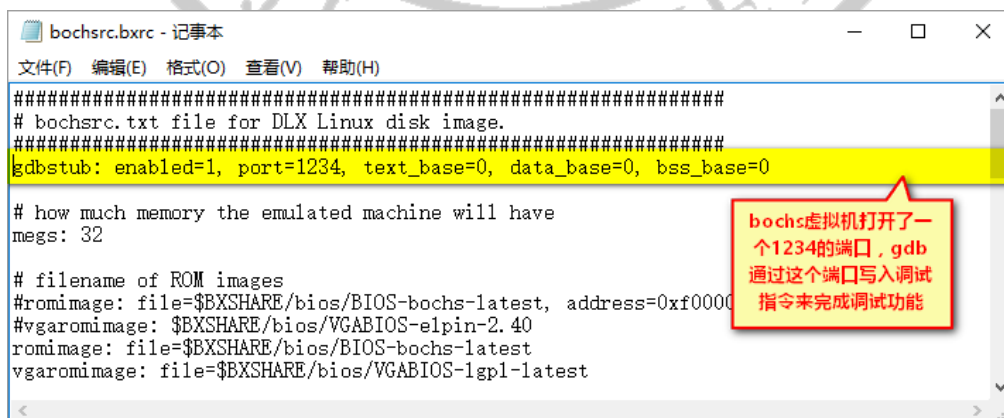 bochsrc.bxrc - 记事本
文件(F) 编辑(E) 格式(O) 查看(V) 帮助(H)
################################################################
# bochsrc.txt file for DLX Linux disk image.
################################################################
gdbstub: enabled=1, port=1234, text_base=0, data_base=0, bss_base=0
# how much memory the emulated machine will have
megs: 32
# filename of ROM images
#romimage: file=$BXSHARE/bios/BIOS-bochs-latest, address=0xf0000
#vgaromimage: $BXSHARE/bios/VGABIOS-elpin-2.40
romimage: file=$BXSHARE/bios/BIOS-bochs-latest
vgaromimage: file=$BXSHARE/bios/VGABIOS-lgpl-latest
bochs虚拟机打开了一
个1234的端口，gdb
通过这个端口写入调试
指令来完成调试功能